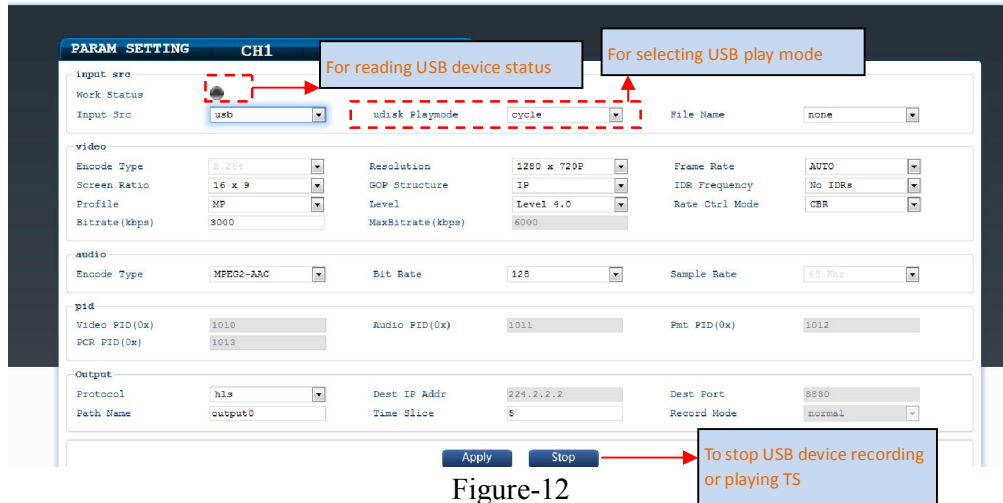 PARAM SETTING CH1
For reading USB device status
For selecting USB play mode
input src
Work Status
Input Src usb udisk Playmode cycle File Name none
video
Encode Type H.264 Resolution 1280 x 720P Frame Rate AUTO
Screen Ratio 16 x 9 GOP Structure IP IDR Frequency No IDRs
Profile MP Level Level 4.0 Rate Ctrl Mode CBR
Bitrate(kbps) 3000 MaxBitrate(kbps) 6000
audio
Encode Type MPEG2-AAC Bit Rate 128 Sample Rate 48 Khz
pid
Video PID(0x) 1010 Audio PID(0x) 1011 Pmt PID(0x) 1012
PCR PID(0x) 1013
Output
Protocol hls Dest IP Addr 224.2.2.2 Dest Port 8880
Path Name output0 Time Slice 5 Record Mode normal
Apply Stop
To stop USB device recording
or playing TS
Figure-12